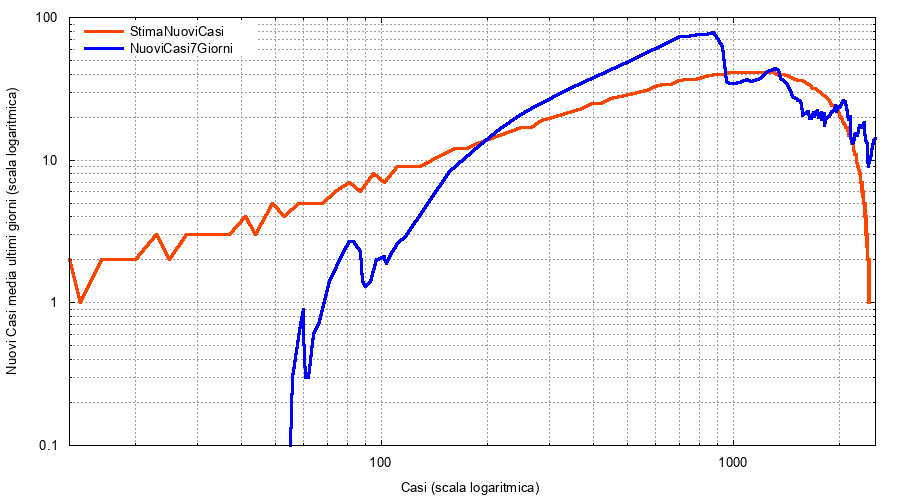 StimaNuoviCasi
NuoviCasi7Giorni
100
10
1
0.1
Nuovi Casi media ultimi giorni (scala logaritmica)
100
1000
Casi (scala logaritmica)